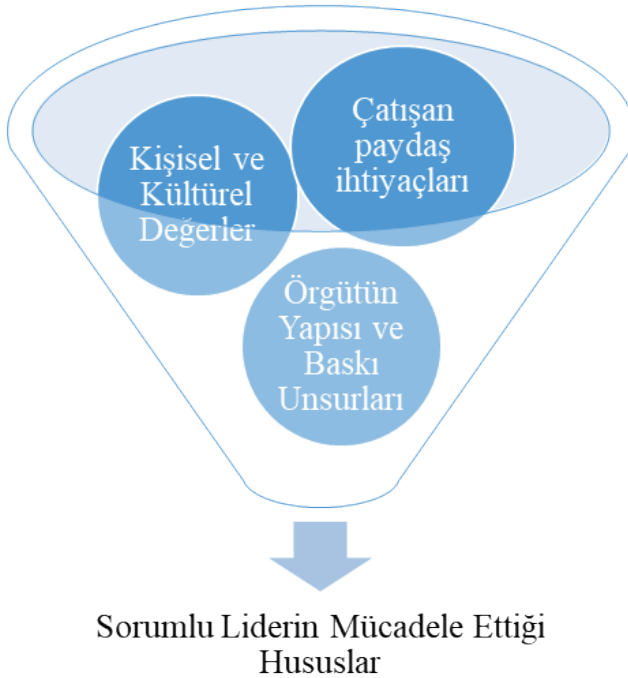 Çatışan
paydaş
ihtiyaçları
Kişisel ve
Kültürel
Değerler
Örgütün
Yapısı ve
Baskı
Unsurları
Sorumlu Liderin Mücadele Ettiği
Hususlar